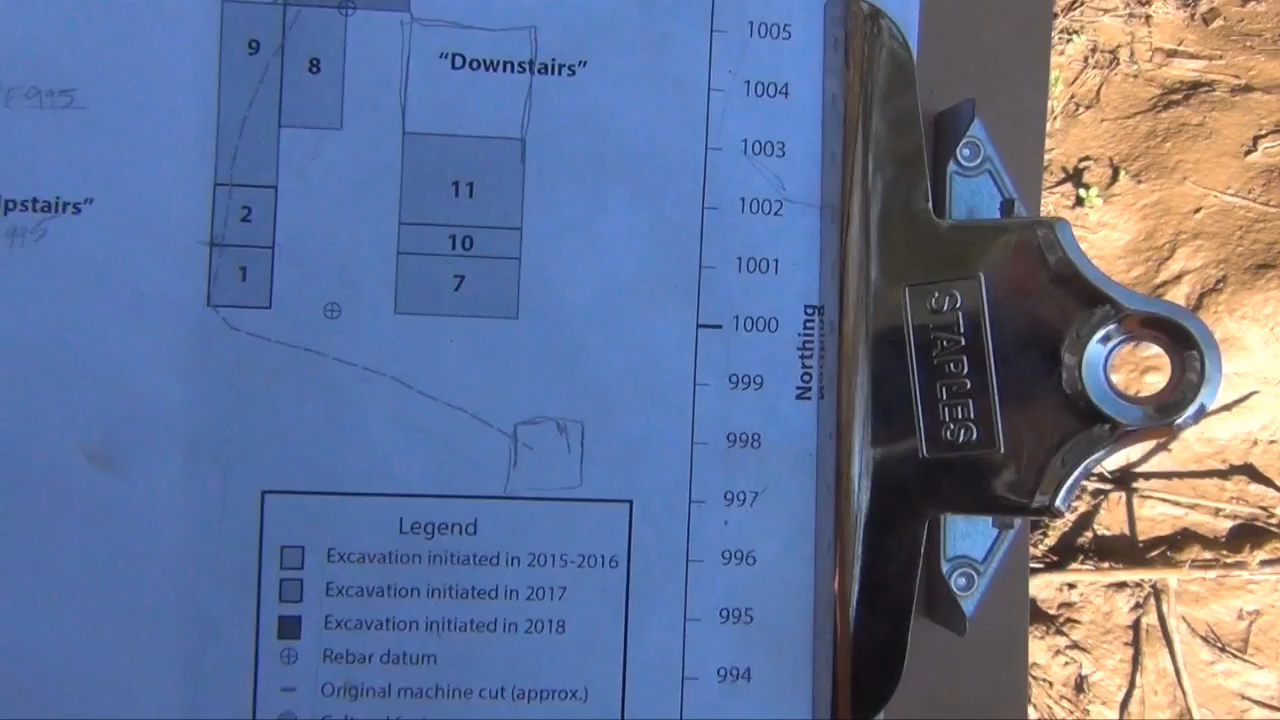 9
8
"Downstairs"
E995
11
pstairs"
995
2
10
1
7
1005
1004
1003
1002
1001
1000
999
998
997
996
995
994
Northing
STAPLES
Legend
Excavation initiated in 2015-2016
Excavation initiated in 2017
Excavation initiated in 2018
Rebar datum
Original machine cut (approx.)